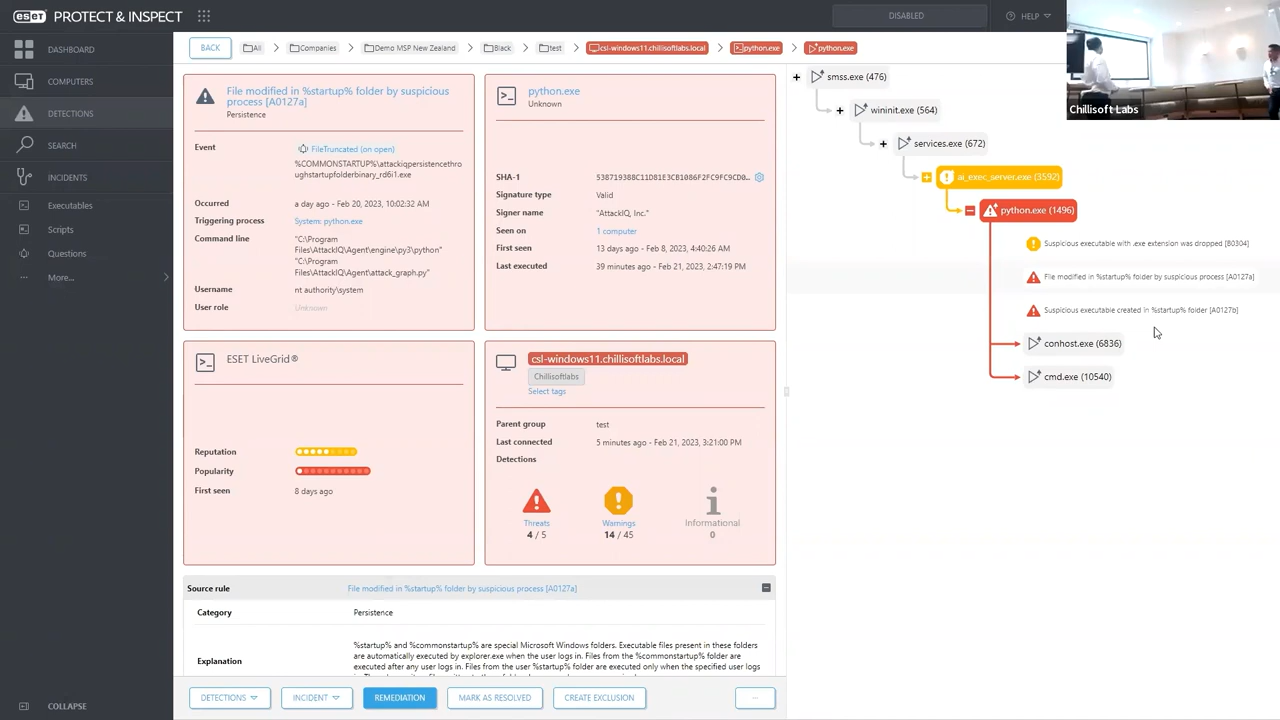 eset PROTECT & INSPECT
DISABLED
HELP
Chillisoft Labs
DASHBOARD
COMPUTERS
DETECTIONS
SEARCH
INCIDENTS
Executables
Scripts
Questions
More...
COLLAPSE
BACK
All
Companies
Demo MSP New Zealand
Black
test
csl-windows11.chillisoftlabs.local
python.exe
python.exe
File modified in %startup% folder by suspicious
process [A0127a]
Persistence
Event
FileTruncated (on open)
%COMMONSTARTUP%\attackiqpersistencethro
ughstartupfolderbinary_rd6i1.exe
Occurred
a day ago - Feb 20, 2023, 10:02:32 AM
Triggering process
System: python.exe
Command line
"C:\Program
Files\AttackIQ\Agent\engine\py3\python"
"C:\Program
Files\AttackIQ\Agent\attack_graph.py"
Username
nt authority\system
User role
Unknown
python.exe
Unknown
SHA-1
538719388C11D81E3CB1086F2FC9FC9CD0...
Signature type
Valid
Signer name
"AttackIQ, Inc."
Seen on
1 computer
First seen
13 days ago - Feb 8, 2023, 4:40:26 AM
Last executed
39 minutes ago - Feb 21, 2023, 2:47:19 PM
ESET LiveGrid®
Reputation
Popularity
First seen
8 days ago
csl-windows11.chillisoftlabs.local
Chillisoftlabs
Select tags
Parent group
test
Last connected
5 minutes ago - Feb 21, 2023, 3:21:00 PM
Detections
Threats
4 / 5
Warnings
14 / 45
Informational
0
Source rule
File modified in %startup% folder by suspicious process [A0127a]
Category
Persistence
Explanation
%startup% and %commonstartup% are special Microsoft Windows folders. Executable files present in these folders
are automatically executed by explorer.exe when the user logs in. Files from the %commonstartup% folder are
executed after any user logs in. Files from the user %startup% folder are executed only when the specified user logs
DETECTIONS
INCIDENT
REMEDIATION
MARK AS RESOLVED
CREATE EXCLUSION
...
smss.exe (476)
wininit.exe (564)
services.exe (672)
ai_exec_server.exe (3592)
python.exe (1496)
Suspicious executable with .exe extension was dropped [B0304]
File modified in %startup% folder by suspicious process [A0127a]
Suspicious executable created in %startup% folder [A0127b]
conhost.exe (6836)
cmd.exe (10540)